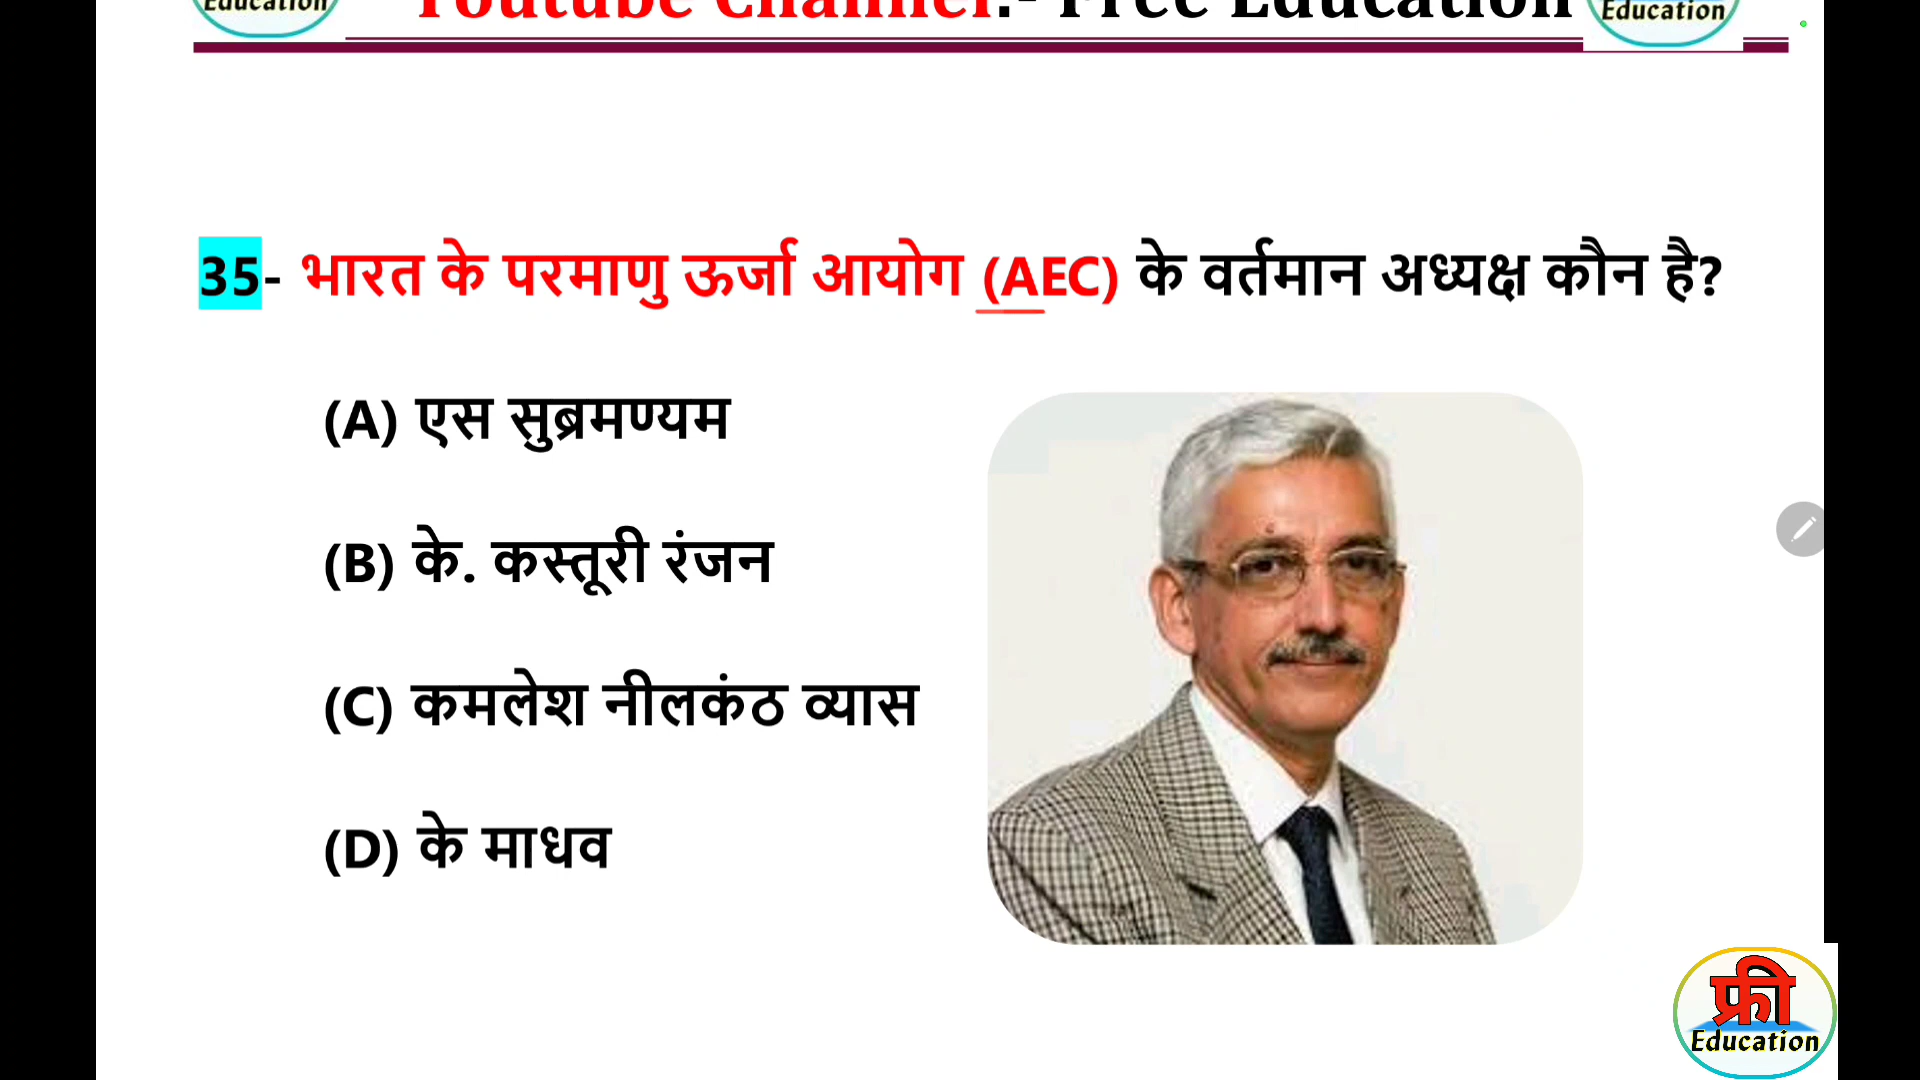 Education Youtube Channel:- Free Education Education
35- भारत के परमाणु ऊर्जा आयोग (AEC) के वर्तमान अध्यक्ष कौन है?
(A) एस सुब्रमण्यम
(B) के. कस्तूरी रंजन
(C) कमलेश नीलकंठ व्यास
(D) के माधव
फ्री
Education